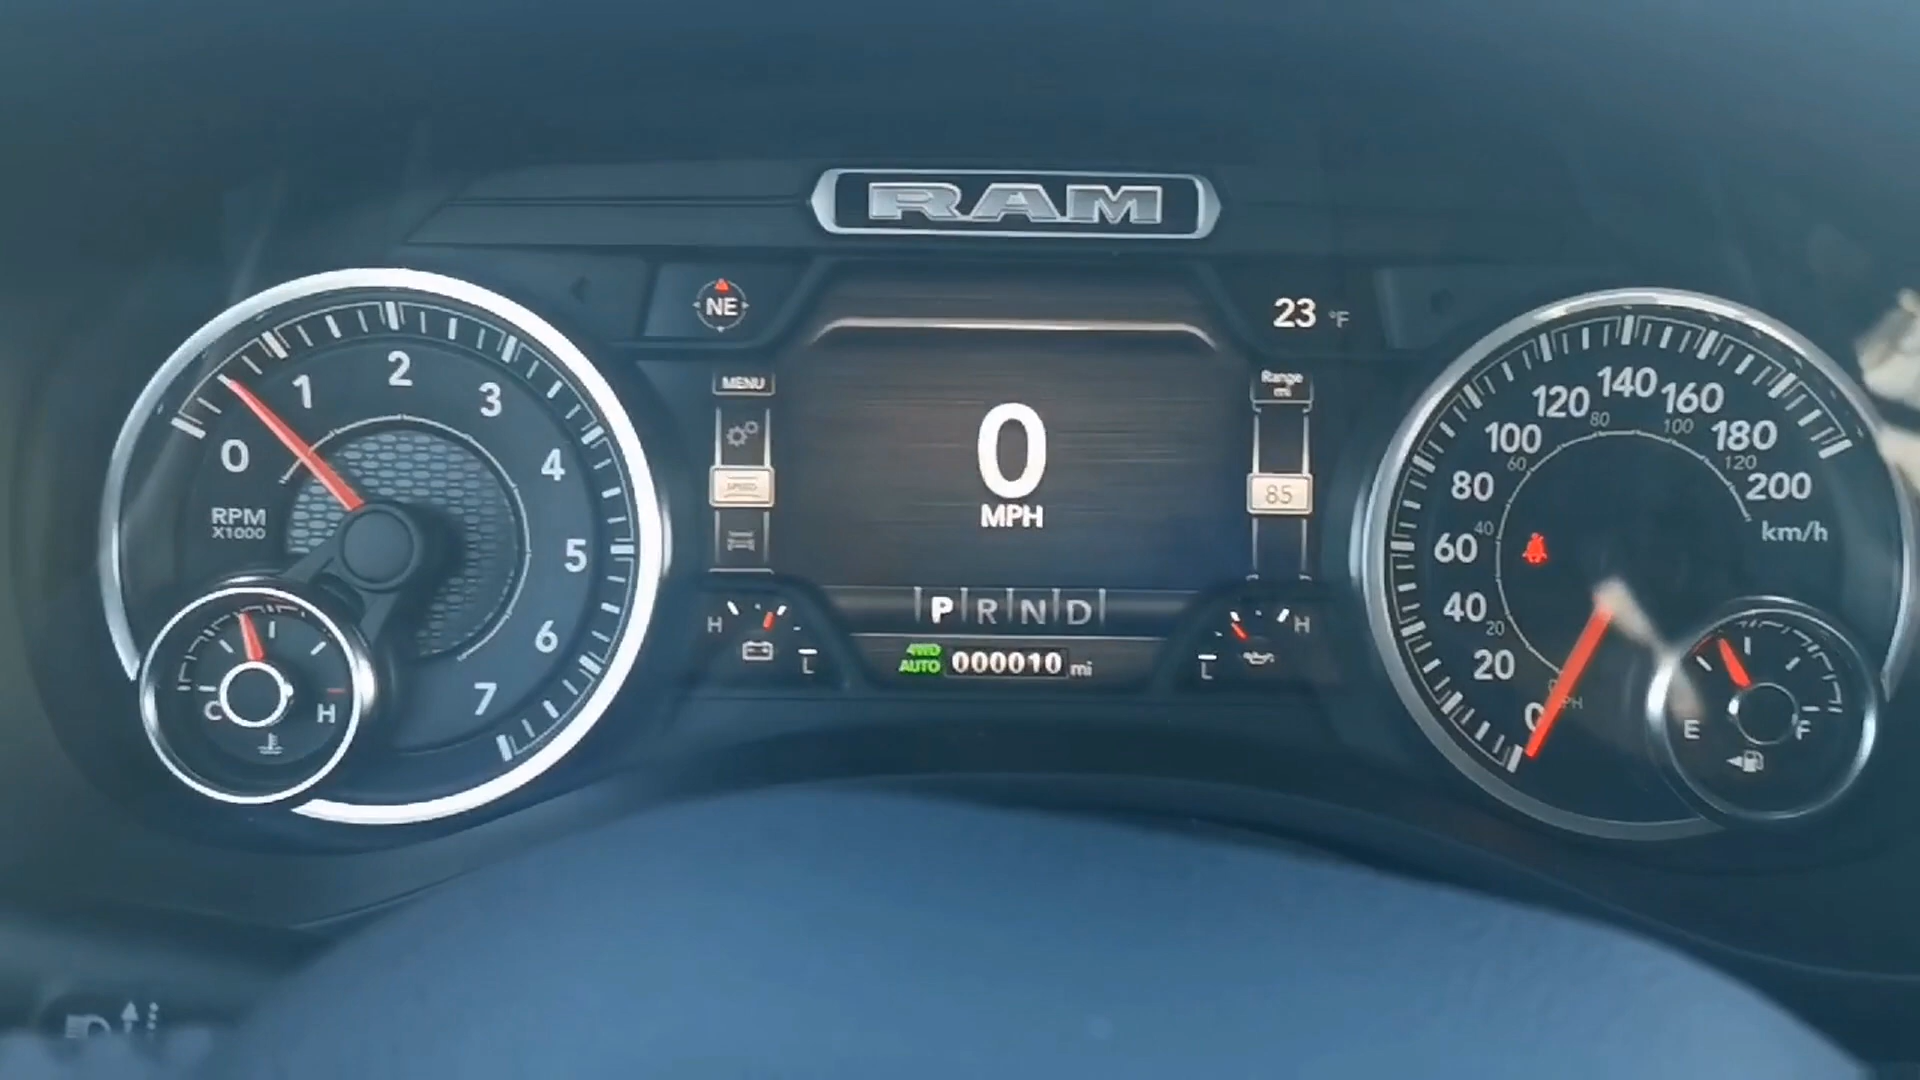 RAM
NE
23 °F
MENU
SPEED
Range
mi
85
0
MPH
P R N D
4WD
AUTO
000010 mi
H
L
H
L
0
1
2
3
4
5
6
7
RPM
X1000
C
H
0
20
40
60
80
100
120
140
160
180
200
km/h
20
40
60
80
100
120
E
F